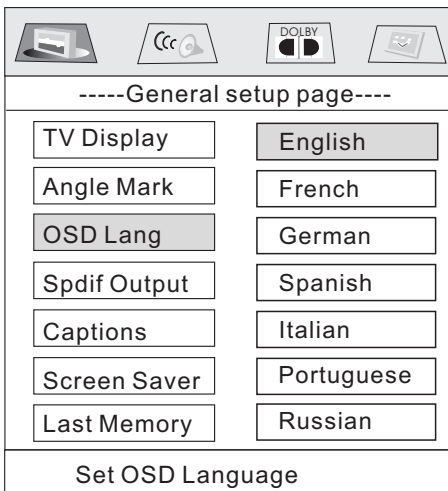 DOLBY
-----General setup page----
TV Display
Angle Mark
OSD Lang
Spdif Output
Captions
Screen Saver
Last Memory
English
French
German
Spanish
Italian
Portuguese
Russian
Set OSD Language